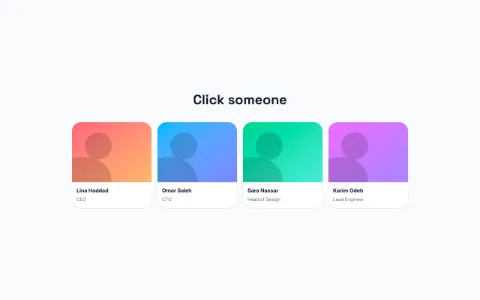 Click someone
Lina Haddad
CEO
Omar Saleh
CTO
Sara Nassar
Head of Design
Karim Odeh
Lead Engineer